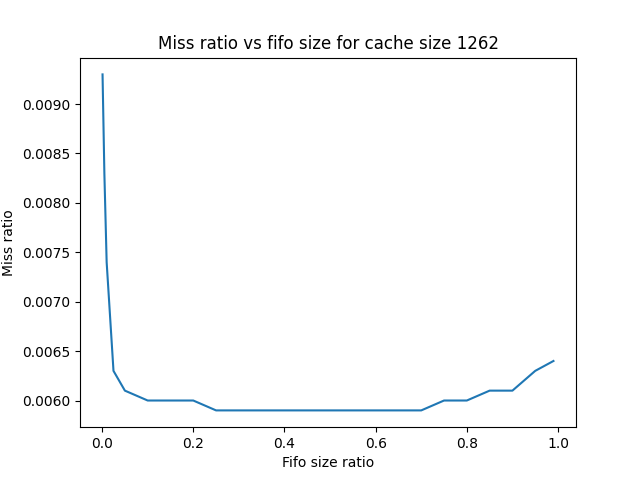 Miss ratio vs fifo size for cache size 1262
0.0090
0.0085
0.0080
0.0075
0.0070
0.0065
0.0060
Miss ratio
0.0 0.2 0.4 0.6 0.8 1.0
Fifo size ratio